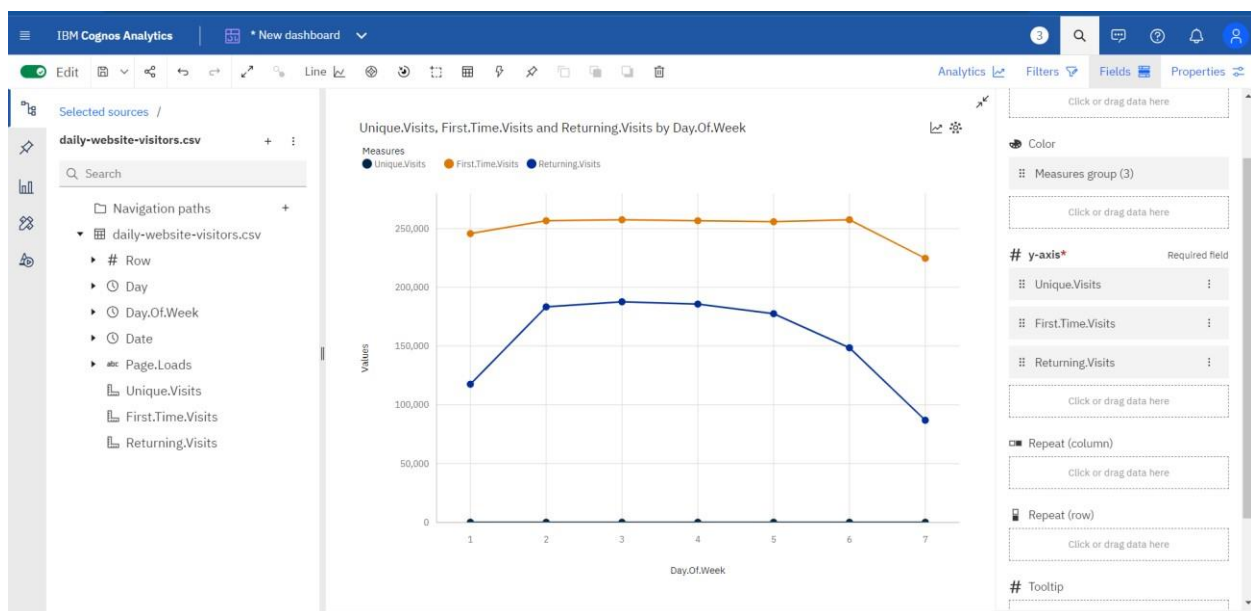 IBM Cognos Analytics
* New dashboard
3
Edit
Line
Analytics
Filters
Fields
Properties
Selected sources /
daily-website-visitors.csv
Search
Navigation paths
daily-website-visitors.csv
# Row
Day
Day.Of.Week
Date
abc Page.Loads
Unique.Visits
First.Time.Visits
Returning.Visits
Unique.Visits, First.Time.Visits and Returning.Visits by Day.Of.Week
Measures
Unique.Visits First.Time.Visits Returning.Visits
Values
250,000
200,000
150,000
100,000
50,000
0
1 2 3 4 5 6 7
Day.Of.Week
Click or drag data here
Color
Measures group (3)
Click or drag data here
# y-axis* Required field
Unique.Visits
First.Time.Visits
Returning.Visits
Click or drag data here
Repeat (column)
Click or drag data here
Repeat (row)
Click or drag data here
# Tooltip